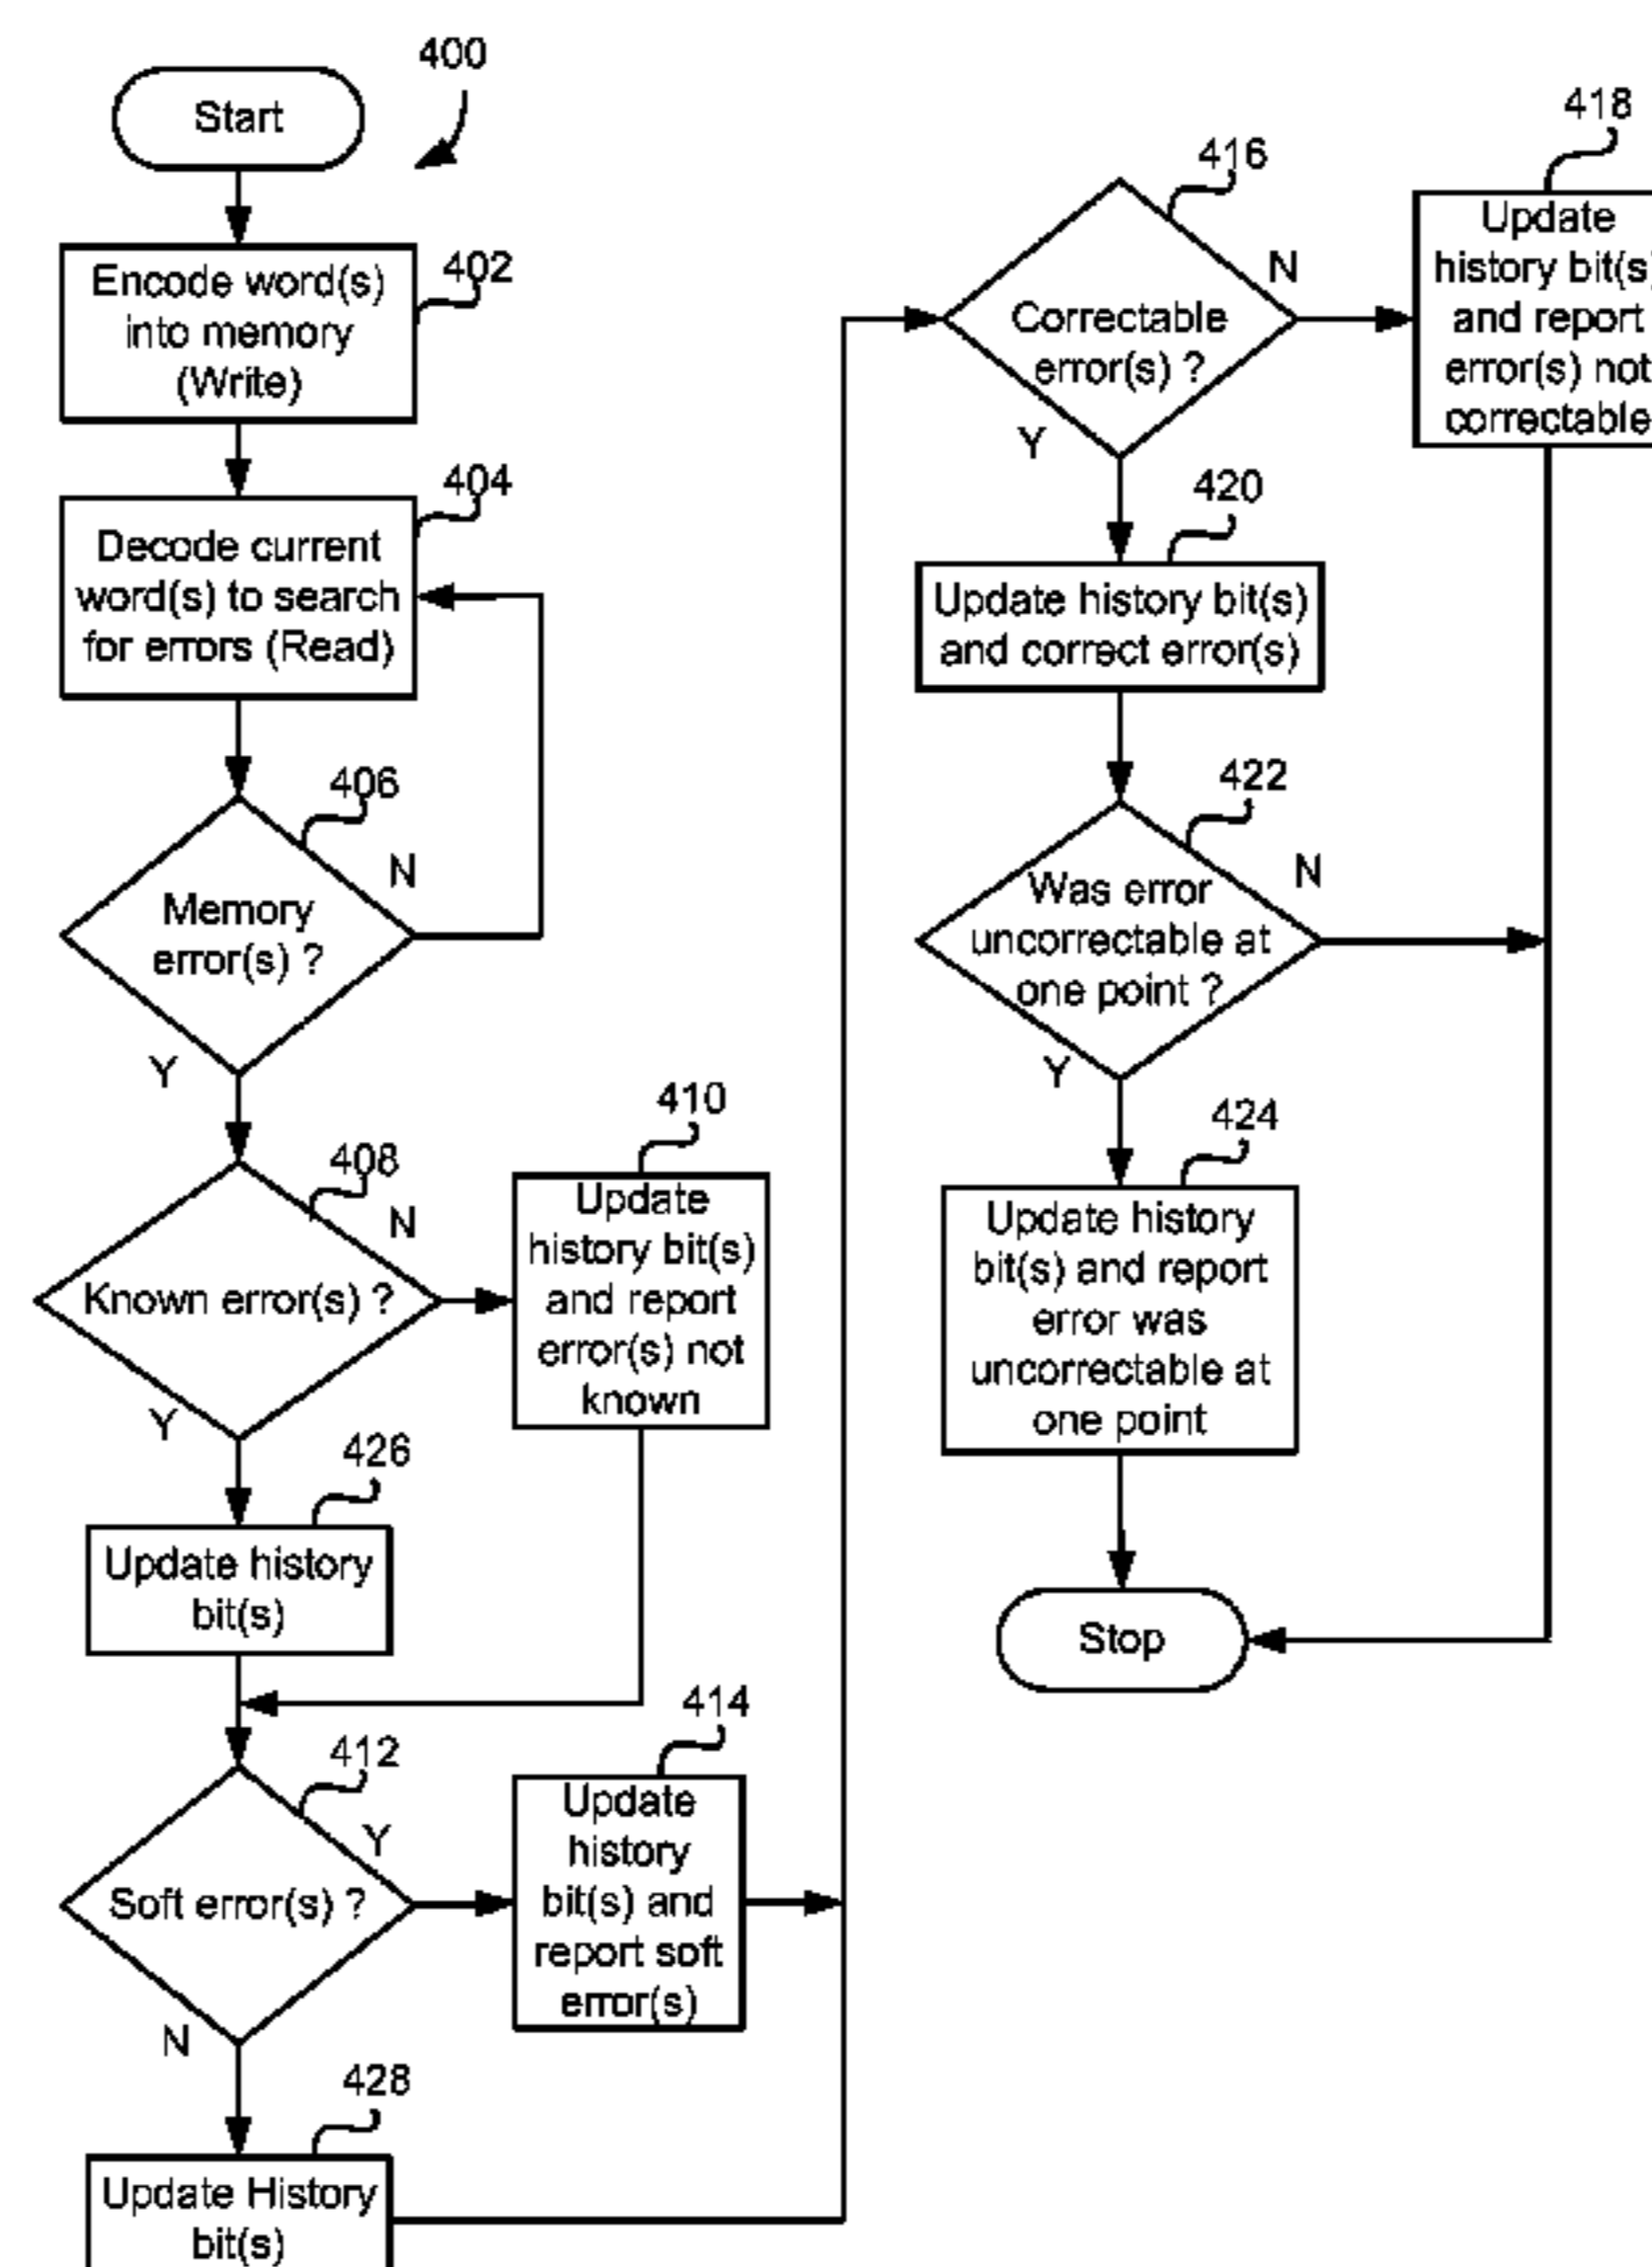 400
Start
402
Encode word(s)
into memory
(Write)
404
Decode current
word(s) to search
for errors (Read)
406
N
Memory
error(s) ?
Y
408
N
Known error(s) ?
Y
410
Update
history bit(s)
and report
error(s) not
known
426
Update history
bit(s)
412
Y
Soft error(s) ?
N
414
Update
history
bit(s) and
report soft
error(s)
428
Update History
bit(s)
416
N
Correctable
error(s) ?
Y
418
Update
history bit(s)
and report
error(s) not
correctable
420
Update history bit(s)
and correct error(s)
422
N
Was error
uncorrectable at
one point ?
Y
424
Update history
bit(s) and report
error was
uncorrectable at
one point
Stop